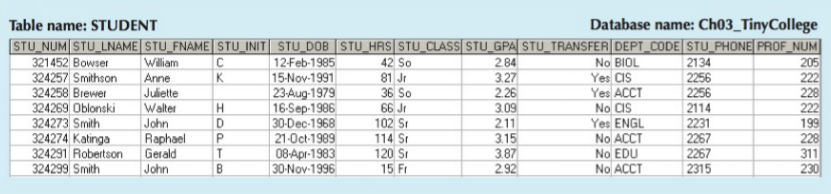 Table name: STUDENT Database name: Ch03_TinyCollege
STU_NUM STU_LNAME STU_FNAME STU_INIT STU_DOB STU_HRS STU_CLASS STU_GPA STU_TRANSFER DEPT_CODE STU_PHONE PROF_NUM
321452 Bowser William C 12-Feb-1985 42 So 2.84 No BIOL 2134 205
324257 Smithson Anne K 15-Nov-1991 81 Jr 3.27 Yes CIS 2256 222
324258 Brewer Juliette 23-Aug-1979 36 So 2.26 Yes ACCT 2256 228
324269 Oblonski Walter H 16-Sep-1986 66 Jr 3.09 No CIS 2114 222
324273 Smith John D 30-Dec-1968 102 Sr 2.11 Yes ENGL 2231 199
324274 Katinga Raphael P 21-Oct-1989 114 Sr 3.15 No ACCT 2267 228
324291 Robertson Gerald T 08-Apr-1983 120 Sr 3.87 No EDU 2267 311
324299 Smith John B 30-Nov-1996 15 Fr 2.92 No ACCT 2315 230